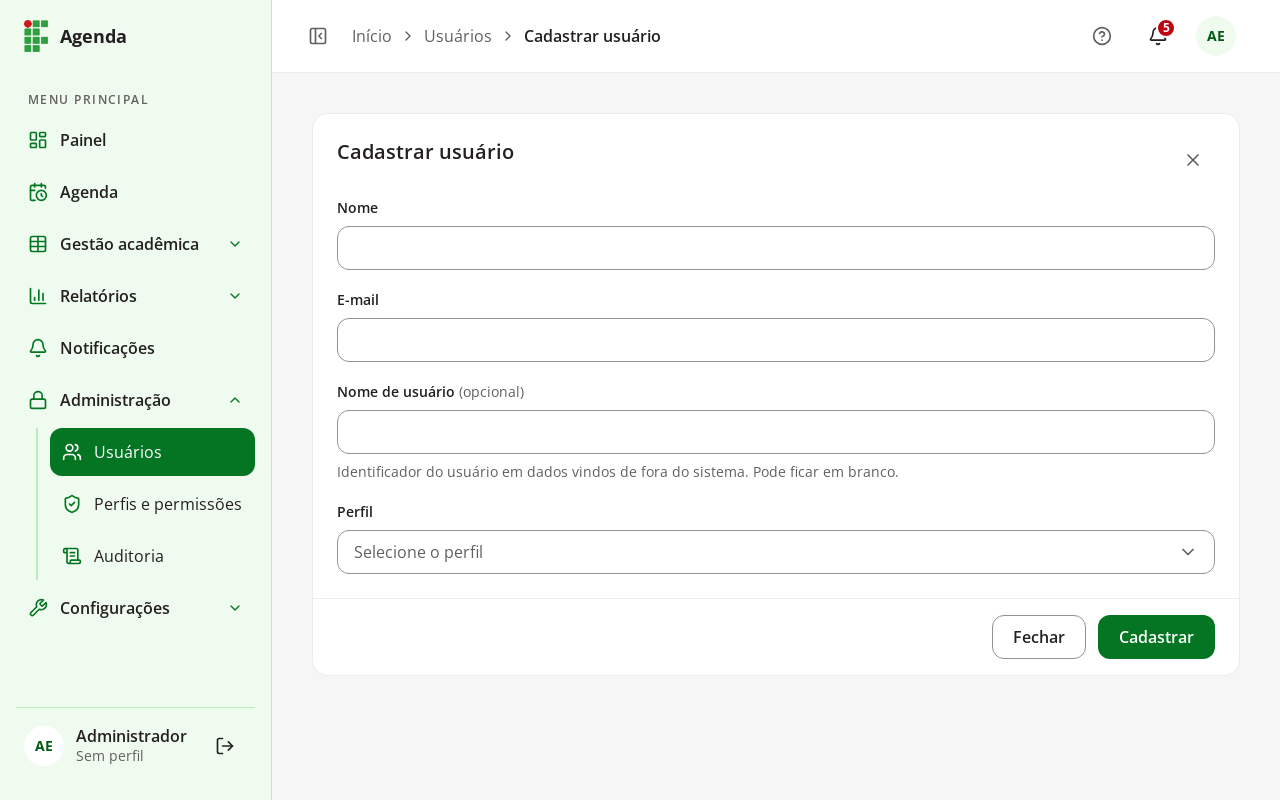 Agenda
MENU PRINCIPAL
Painel
Agenda
Gestão acadêmica
Relatórios
Notificações
Administração
Usuários
Perfis e permissões
Auditoria
Configurações
AE
Administrador
Sem perfil
Início
Usuários
Cadastrar usuário
5
AE
Cadastrar usuário
Nome
E-mail
Nome de usuário (opcional)
Identificador do usuário em dados vindos de fora do sistema. Pode ficar em branco.
Perfil
Selecione o perfil
Fechar
Cadastrar